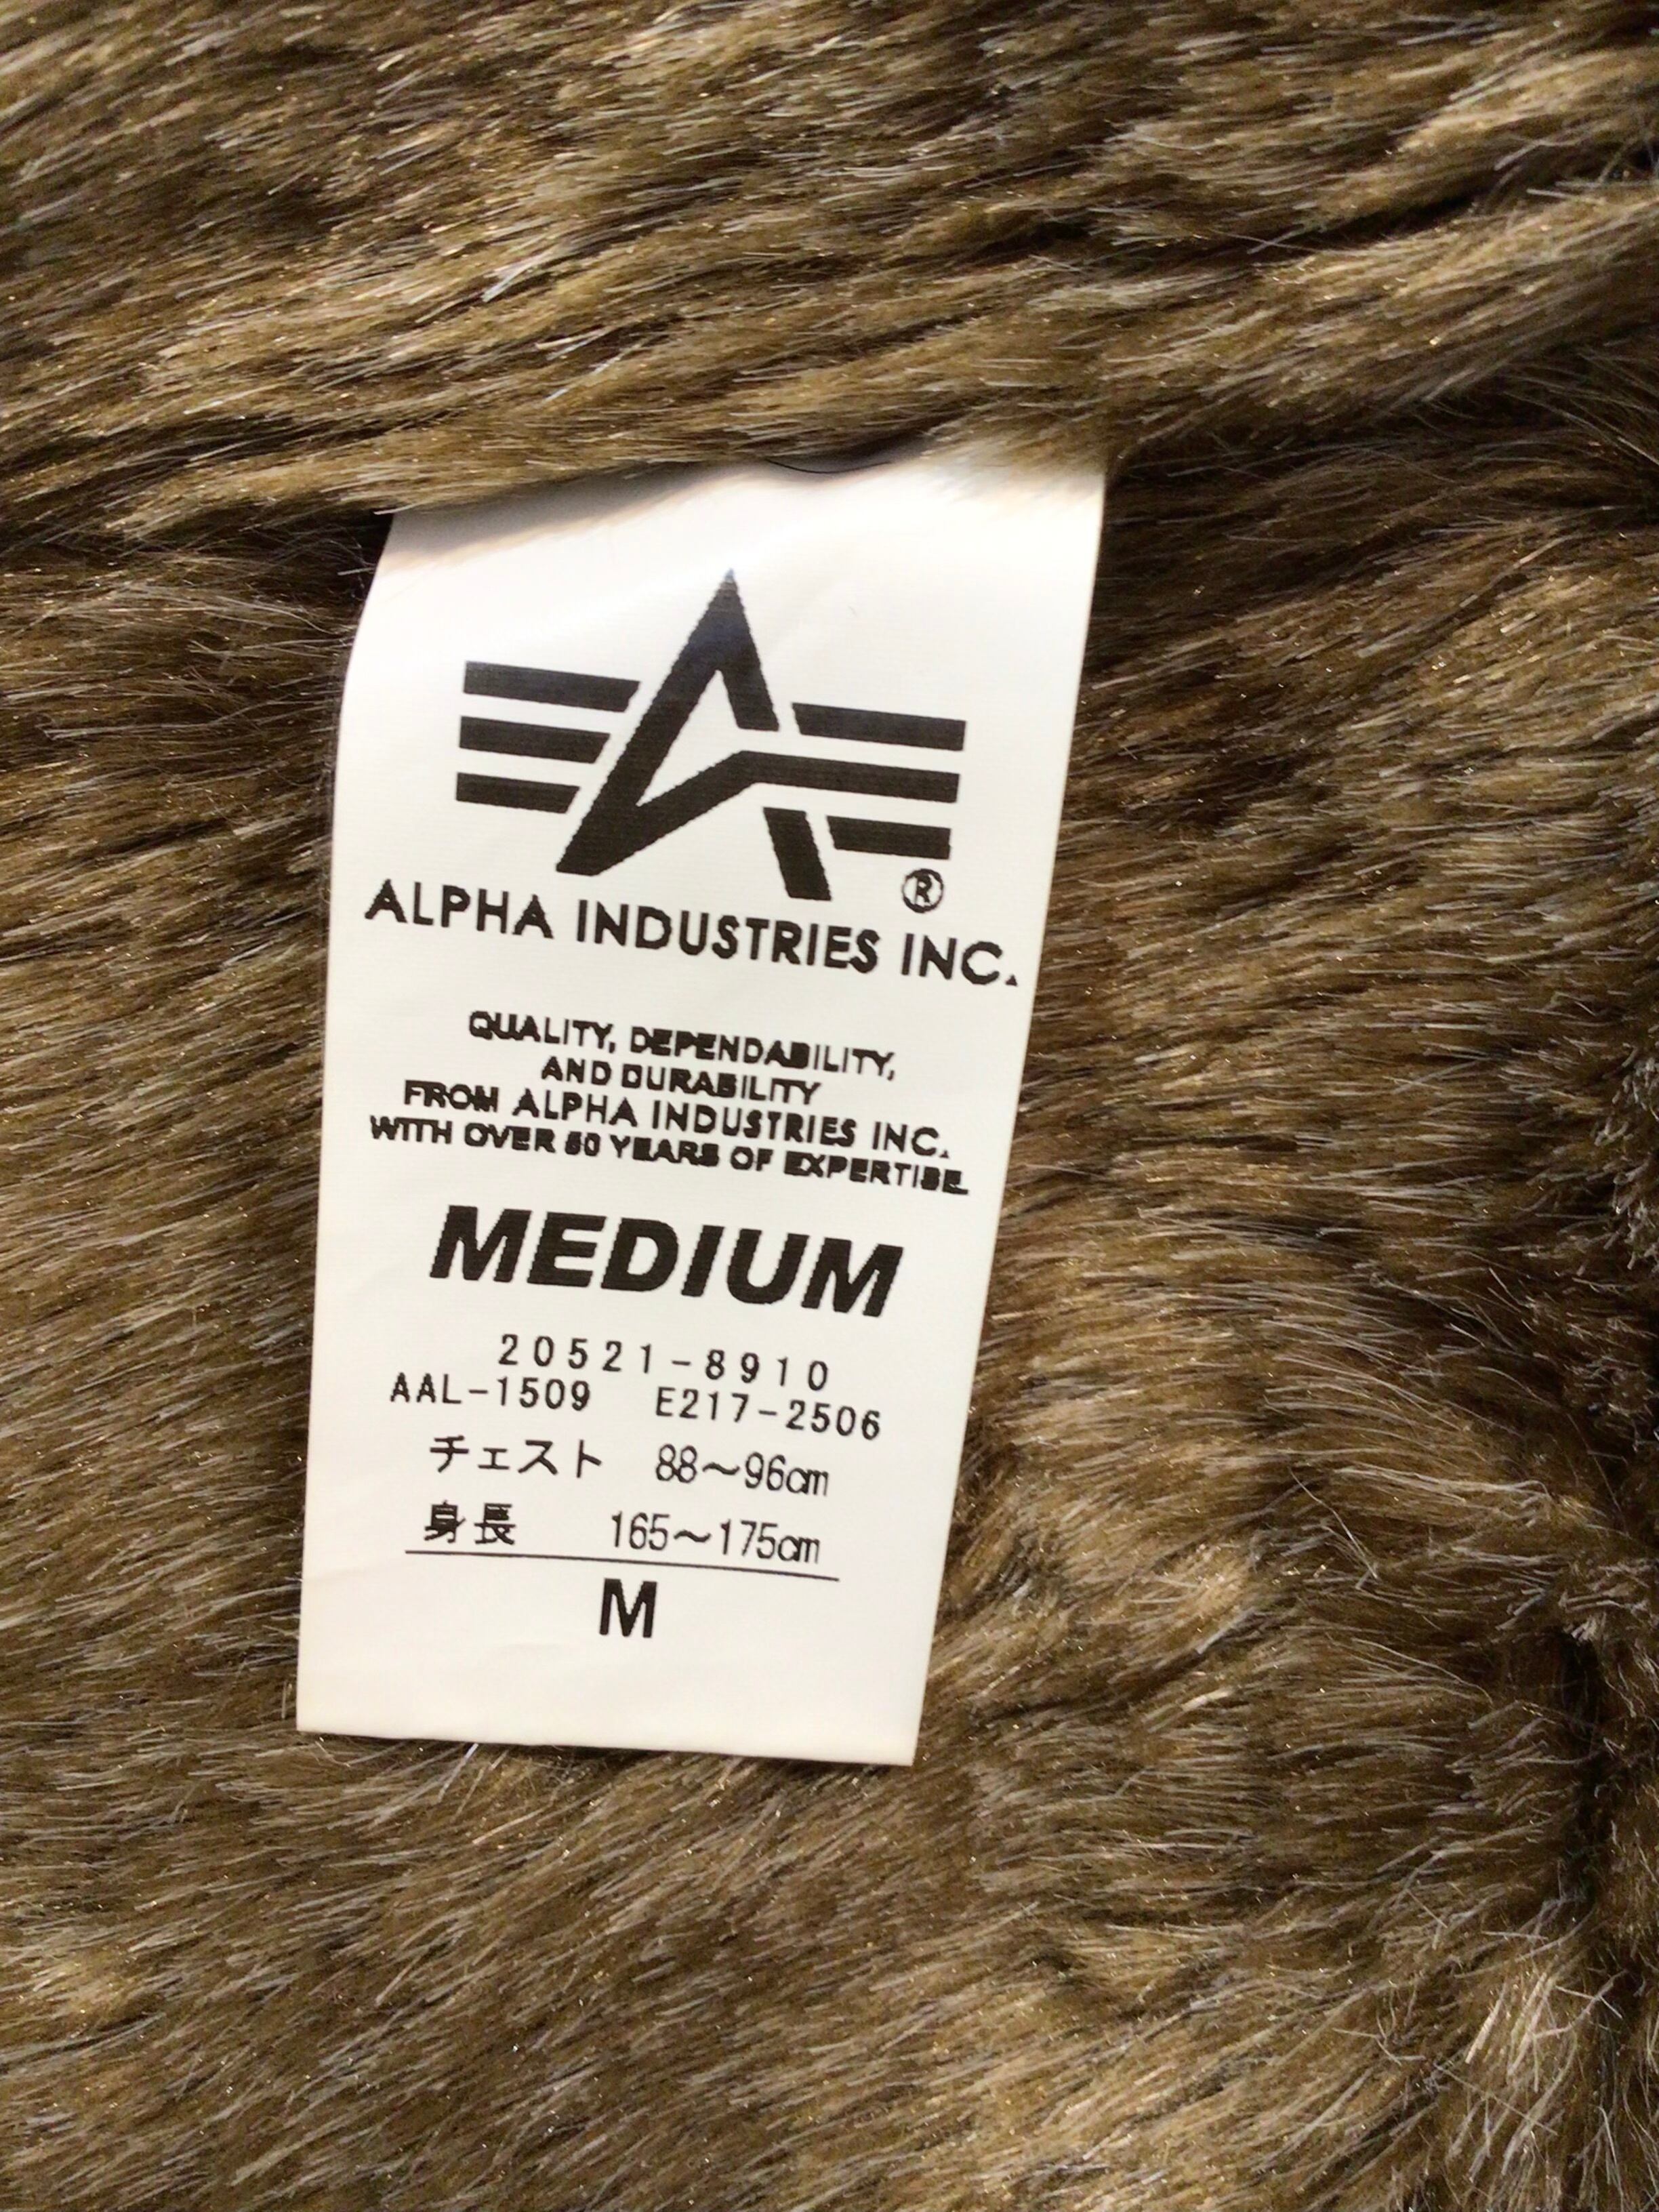 ®
ALPHA INDUSTRIES INC.
QUALITY, DEPENDABILITY,
AND DURABILITY
FROM ALPHA INDUSTRIES INC.
WITH OVER 50 YEARS OF EXPERTISE.
MEDIUM
20521-8910
AAL-1509 E217-2506
チェスト 88～96cm
身長 165～175cm
M